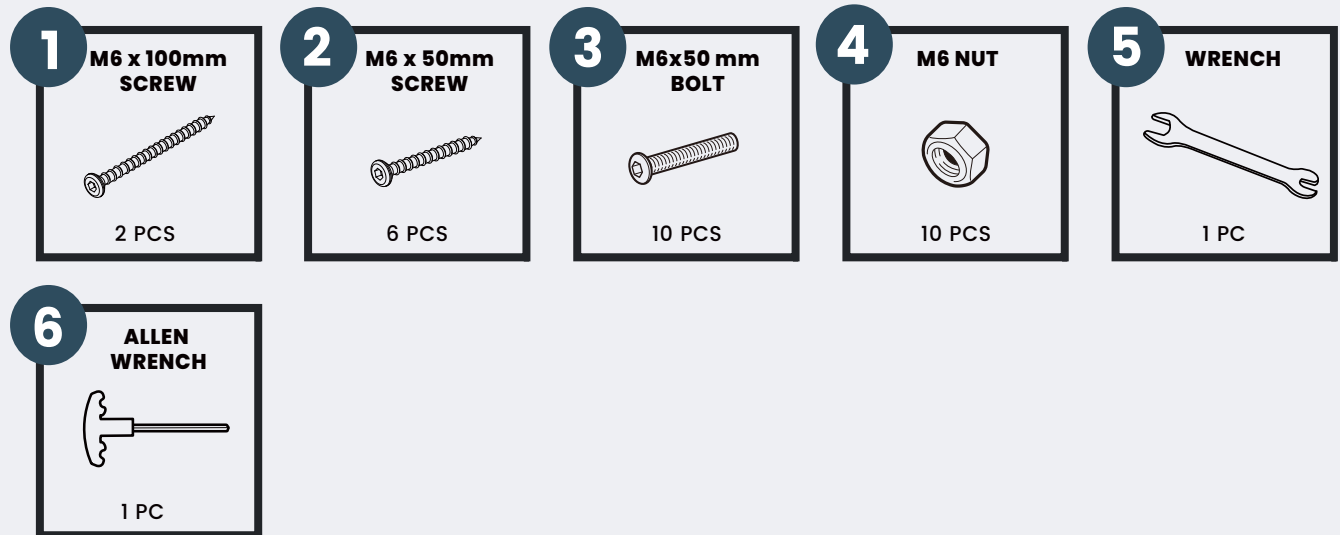 1
M6 x 100mm
SCREW
2 PCS
2
M6 x 50mm
SCREW
6 PCS
3
M6x50 mm
BOLT
10 PCS
4
M6 NUT
10 PCS
5
WRENCH
1 PC
6
ALLEN
WRENCH
1 PC